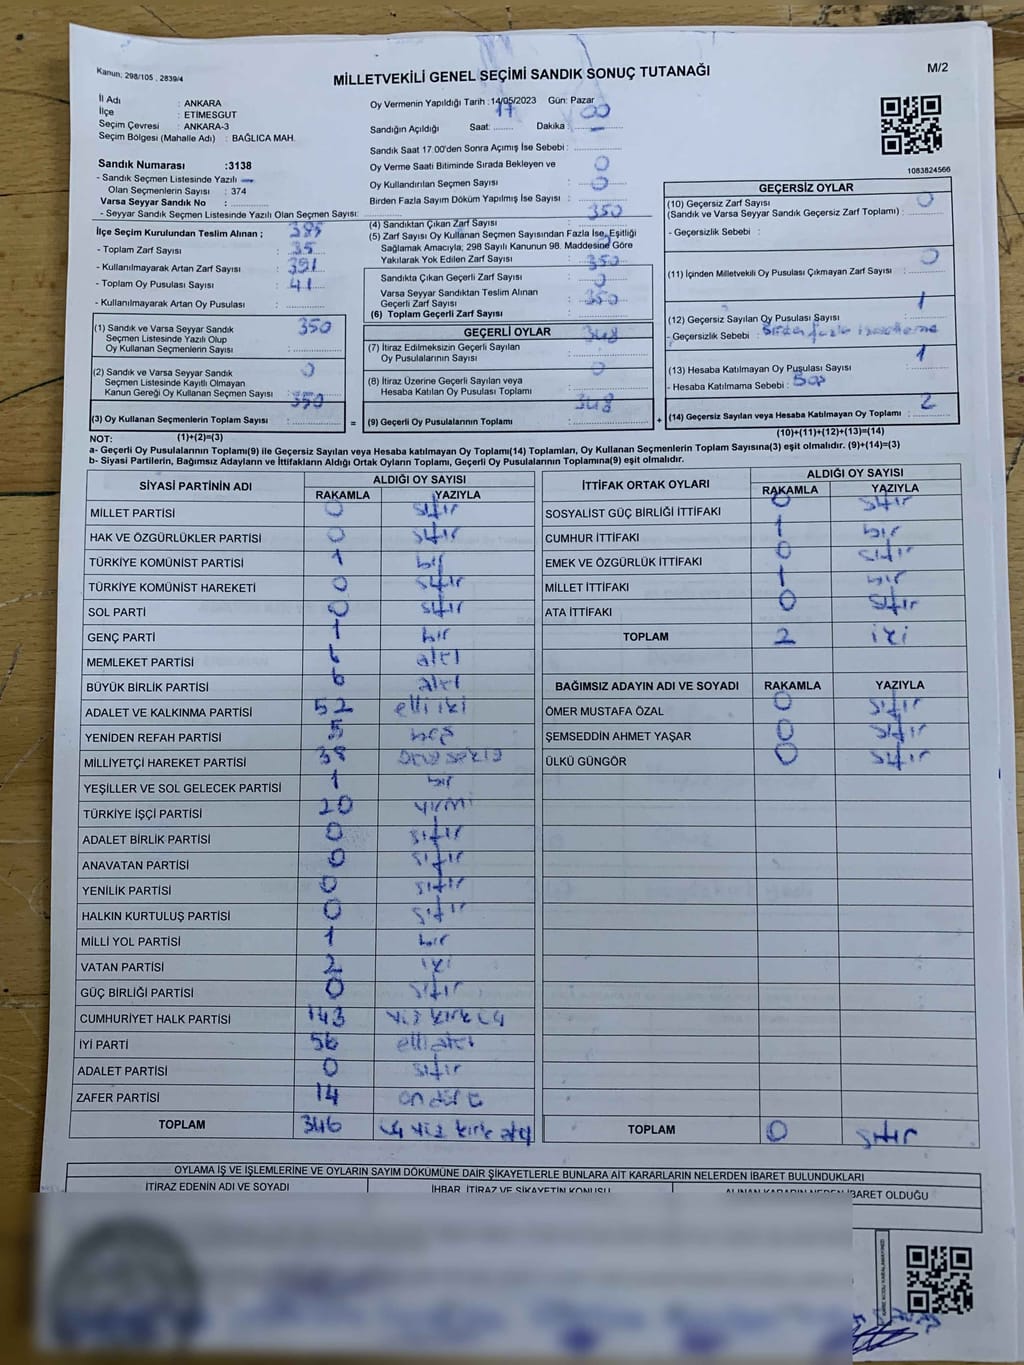 Kanun; 298/105 , 2839/4
MİLLETVEKİLİ GENEL SEÇİMİ SANDIK SONUÇ TUTANAĞI
M/2
İl Adı : ANKARA
İlçe : ETİMESGUT
Seçim Çevresi : ANKARA-3
Seçim Bölgesi (Mahalle Adı) : BAĞLICA MAH.
Oy Vermenin Yapıldığı Tarih : 14/05/2023 Gün: Pazar
Sandığın Açıldığı Saat: 17 Dakika : 00
Sandık Saat 17.00'den Sonra Açımış İse Sebebi :
Sandık Numarası :3138
- Sandık Seçmen Listesinde Yazılı
Olan Seçmenlerin Sayısı : 374
Varsa Seyyar Sandık No :
- Seyyar Sandık Seçmen Listesinde Yazılı Olan Seçmen Sayısı:
Oy Verme Saati Bitiminde Sırada Bekleyen ve
Oy Kullandırılan Seçmen Sayısı : 0
Birden Fazla Sayım Döküm Yapılmış İse Sayısı : 0
1083824566
İlçe Seçim Kurulundan Teslim Alınan ;
- Toplam Zarf Sayısı : 385
- Kullanılmayarak Artan Zarf Sayısı : 35
- Toplam Oy Pusulası Sayısı : 391
- Kullanılmayarak Artan Oy Pusulası : 41
(4) Sandıktan Çıkan Zarf Sayısı : 350
(5) Zarf Sayısı Oy Kullanan Seçmen Sayısından Fazla İse, Eşitliği
Sağlamak Amacıyla; 298 Sayılı Kanunun 98. Maddesine Göre
Yakılarak Yok Edilen Zarf Sayısı : 0
Sandıkta Çıkan Geçerli Zarf Sayısı : 350
Varsa Seyyar Sandıktan Teslim Alınan
Geçerli Zarf Sayısı : 0
(6) Toplam Geçerli Zarf Sayısı : 350
GEÇERSİZ OYLAR
(10) Geçersiz Zarf Sayısı
(Sandık ve Varsa Seyyar Sandık Geçersiz Zarf Toplamı) : 0
- Geçersizlik Sebebi :
(11) İçinden Milletvekili Oy Pusulası Çıkmayan Zarf Sayısı : 0
(12) Geçersiz Sayılan Oy Pusulası Sayısı : 1
- Geçersizlik Sebebi : Birden fazla işaretleme
(13) Hesaba Katılmayan Oy Pusulası Sayısı : 1
- Hesaba Katılmama Sebebi : Boş
(14) Geçersiz Sayılan veya Hesaba Katılmayan Oy Toplamı : 2
(1) Sandık ve Varsa Seyyar Sandık
Seçmen Listesinde Yazılı Olup
Oy Kullanan Seçmenlerin Sayısı : 350
(2) Sandık ve Varsa Seyyar Sandık
Seçmen Listesinde Kayıtlı Olmayan
Kanun Gereği Oy Kullanan Seçmen Sayısı : 0
(3) Oy Kullanan Seçmenlerin Toplam Sayısı : 350
=
GEÇERLİ OYLAR
(7) İtiraz Edilmeksizin Geçerli Sayılan
Oy Pusulalarının Sayısı : 348
(8) İtiraz Üzerine Geçerli Sayılan veya
Hesaba Katılan Oy Pusulası Toplamı : 0
(9) Geçerli Oy Pusulalarının Toplamı : 348
+
NOT: (1)+(2)=(3)
(10)+(11)+(12)+(13)=(14)
a- Geçerli Oy Pusulalarının Toplamı(9) ile Geçersiz Sayılan veya Hesaba katılmayan Oy Toplamı(14) Toplamları, Oy Kullanan Seçmenlerin Toplam Sayısına(3) eşit olmalıdır. (9)+(14)=(3)
b- Siyasi Partilerin, Bağımsız Adayların ve İttifakların Aldığı Ortak Oyların Toplamı, Geçerli Oy Pusulalarının Toplamına(9) eşit olmalıdır.
SİYASİ PARTİNİN ADI ALDIĞI OY SAYISI
RAKAMLA YAZIYLA
MİLLET PARTİSİ 0 sıfır
HAK VE ÖZGÜRLÜKLER PARTİSİ 0 sıfır
TÜRKİYE KOMÜNİST PARTİSİ 1 bir
TÜRKİYE KOMÜNİST HAREKETİ 0 sıfır
SOL PARTİ 0 sıfır
GENÇ PARTİ 1 bir
MEMLEKET PARTİSİ 6 altı
BÜYÜK BİRLİK PARTİSİ 6 altı
ADALET VE KALKINMA PARTİSİ 52 elli iki
YENİDEN REFAH PARTİSİ 5 beş
MİLLİYETÇİ HAREKET PARTİSİ 38 otuz sekiz
YEŞİLLER VE SOL GELECEK PARTİSİ 1 bir
TÜRKİYE İŞÇİ PARTİSİ 20 yirmi
ADALET BİRLİK PARTİSİ 0 sıfır
ANAVATAN PARTİSİ 0 sıfır
YENİLİK PARTİSİ 0 sıfır
HALKIN KURTULUŞ PARTİSİ 0 sıfır
MİLLİ YOL PARTİSİ 1 bir
VATAN PARTİSİ 2 iki
GÜÇ BİRLİĞİ PARTİSİ 0 sıfır
CUMHURİYET HALK PARTİSİ 143 yüz kırk üç
İYİ PARTİ 56 elli altı
ADALET PARTİSİ 0 sıfır
ZAFER PARTİSİ 14 on dört
TOPLAM 346 üç yüz kırk altı
İTTİFAK ORTAK OYLARI ALDIĞI OY SAYISI
RAKAMLA YAZIYLA
SOSYALİST GÜÇ BİRLİĞİ İTTİFAKI 0 sıfır
CUMHUR İTTİFAKI 1 bir
EMEK VE ÖZGÜRLÜK İTTİFAKI 0 sıfır
MİLLET İTTİFAKI 1 bir
ATA İTTİFAKI 0 sıfır
TOPLAM 2 iki
BAĞIMSIZ ADAYIN ADI VE SOYADI RAKAMLA YAZIYLA
ÖMER MUSTAFA ÖZAL 0 sıfır
ŞEMSEDDİN AHMET YAŞAR 0 sıfır
ÜLKÜ GÜNGÖR 0 sıfır
TOPLAM 0 sıfır
OYLAMA İŞ VE İŞLEMLERİNE VE OYLARIN SAYIM DÖKÜMÜNE DAİR ŞİKAYETLERLE BUNLARA AİT KARARLARIN NELERDEN İBARET BULUNDUKLARI
İTİRAZ EDENİN ADI VE SOYADI
İHBAR, İTİRAZ VE ŞİKAYETİN KONUSU
ALINAN KARARIN NEDEN İBARET OLDUĞU